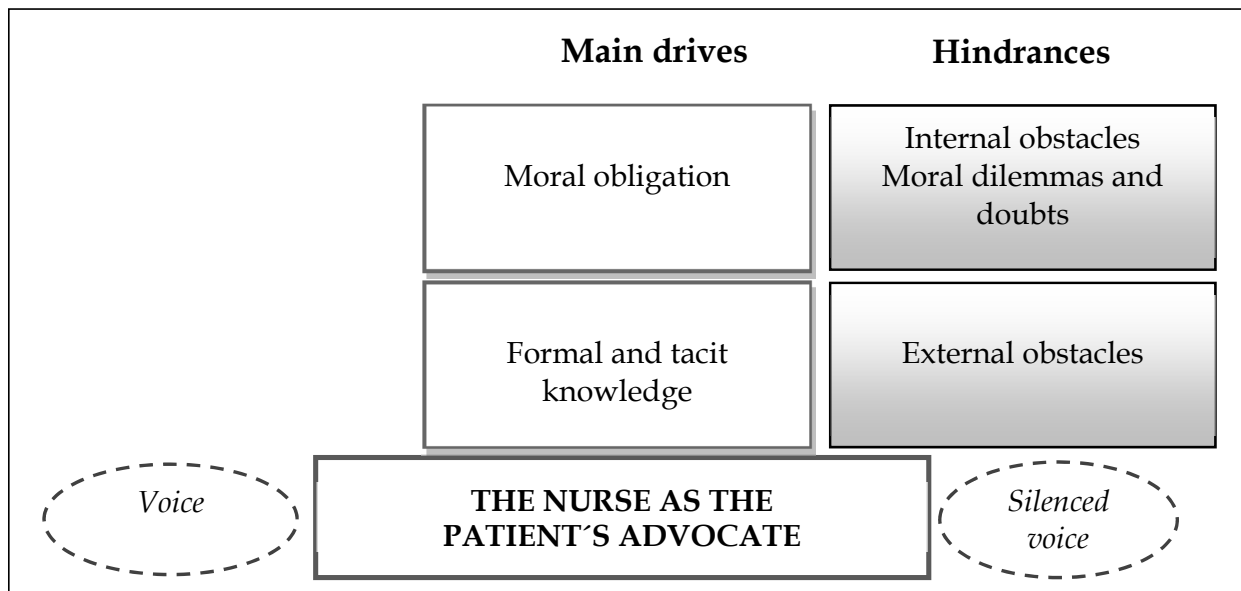 Main drives
Hindrances
Moral obligation
Internal obstacles
Moral dilemmas and
doubts
Formal and tacit
knowledge
External obstacles
Voice
THE NURSE AS THE
PATIENT´S ADVOCATE
Silenced
voice